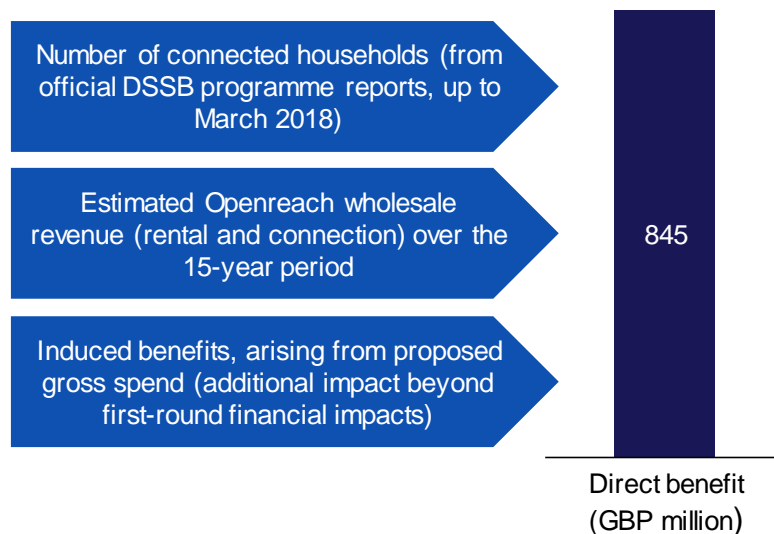 Number of connected households (from
official DSSB programme reports, up to
March 2018)
Estimated Openreach wholesale
revenue (rental and connection) over the
15-year period
Induced benefits, arising from proposed
gross spend (additional impact beyond
first-round financial impacts)
845
Direct benefit
(GBP million)